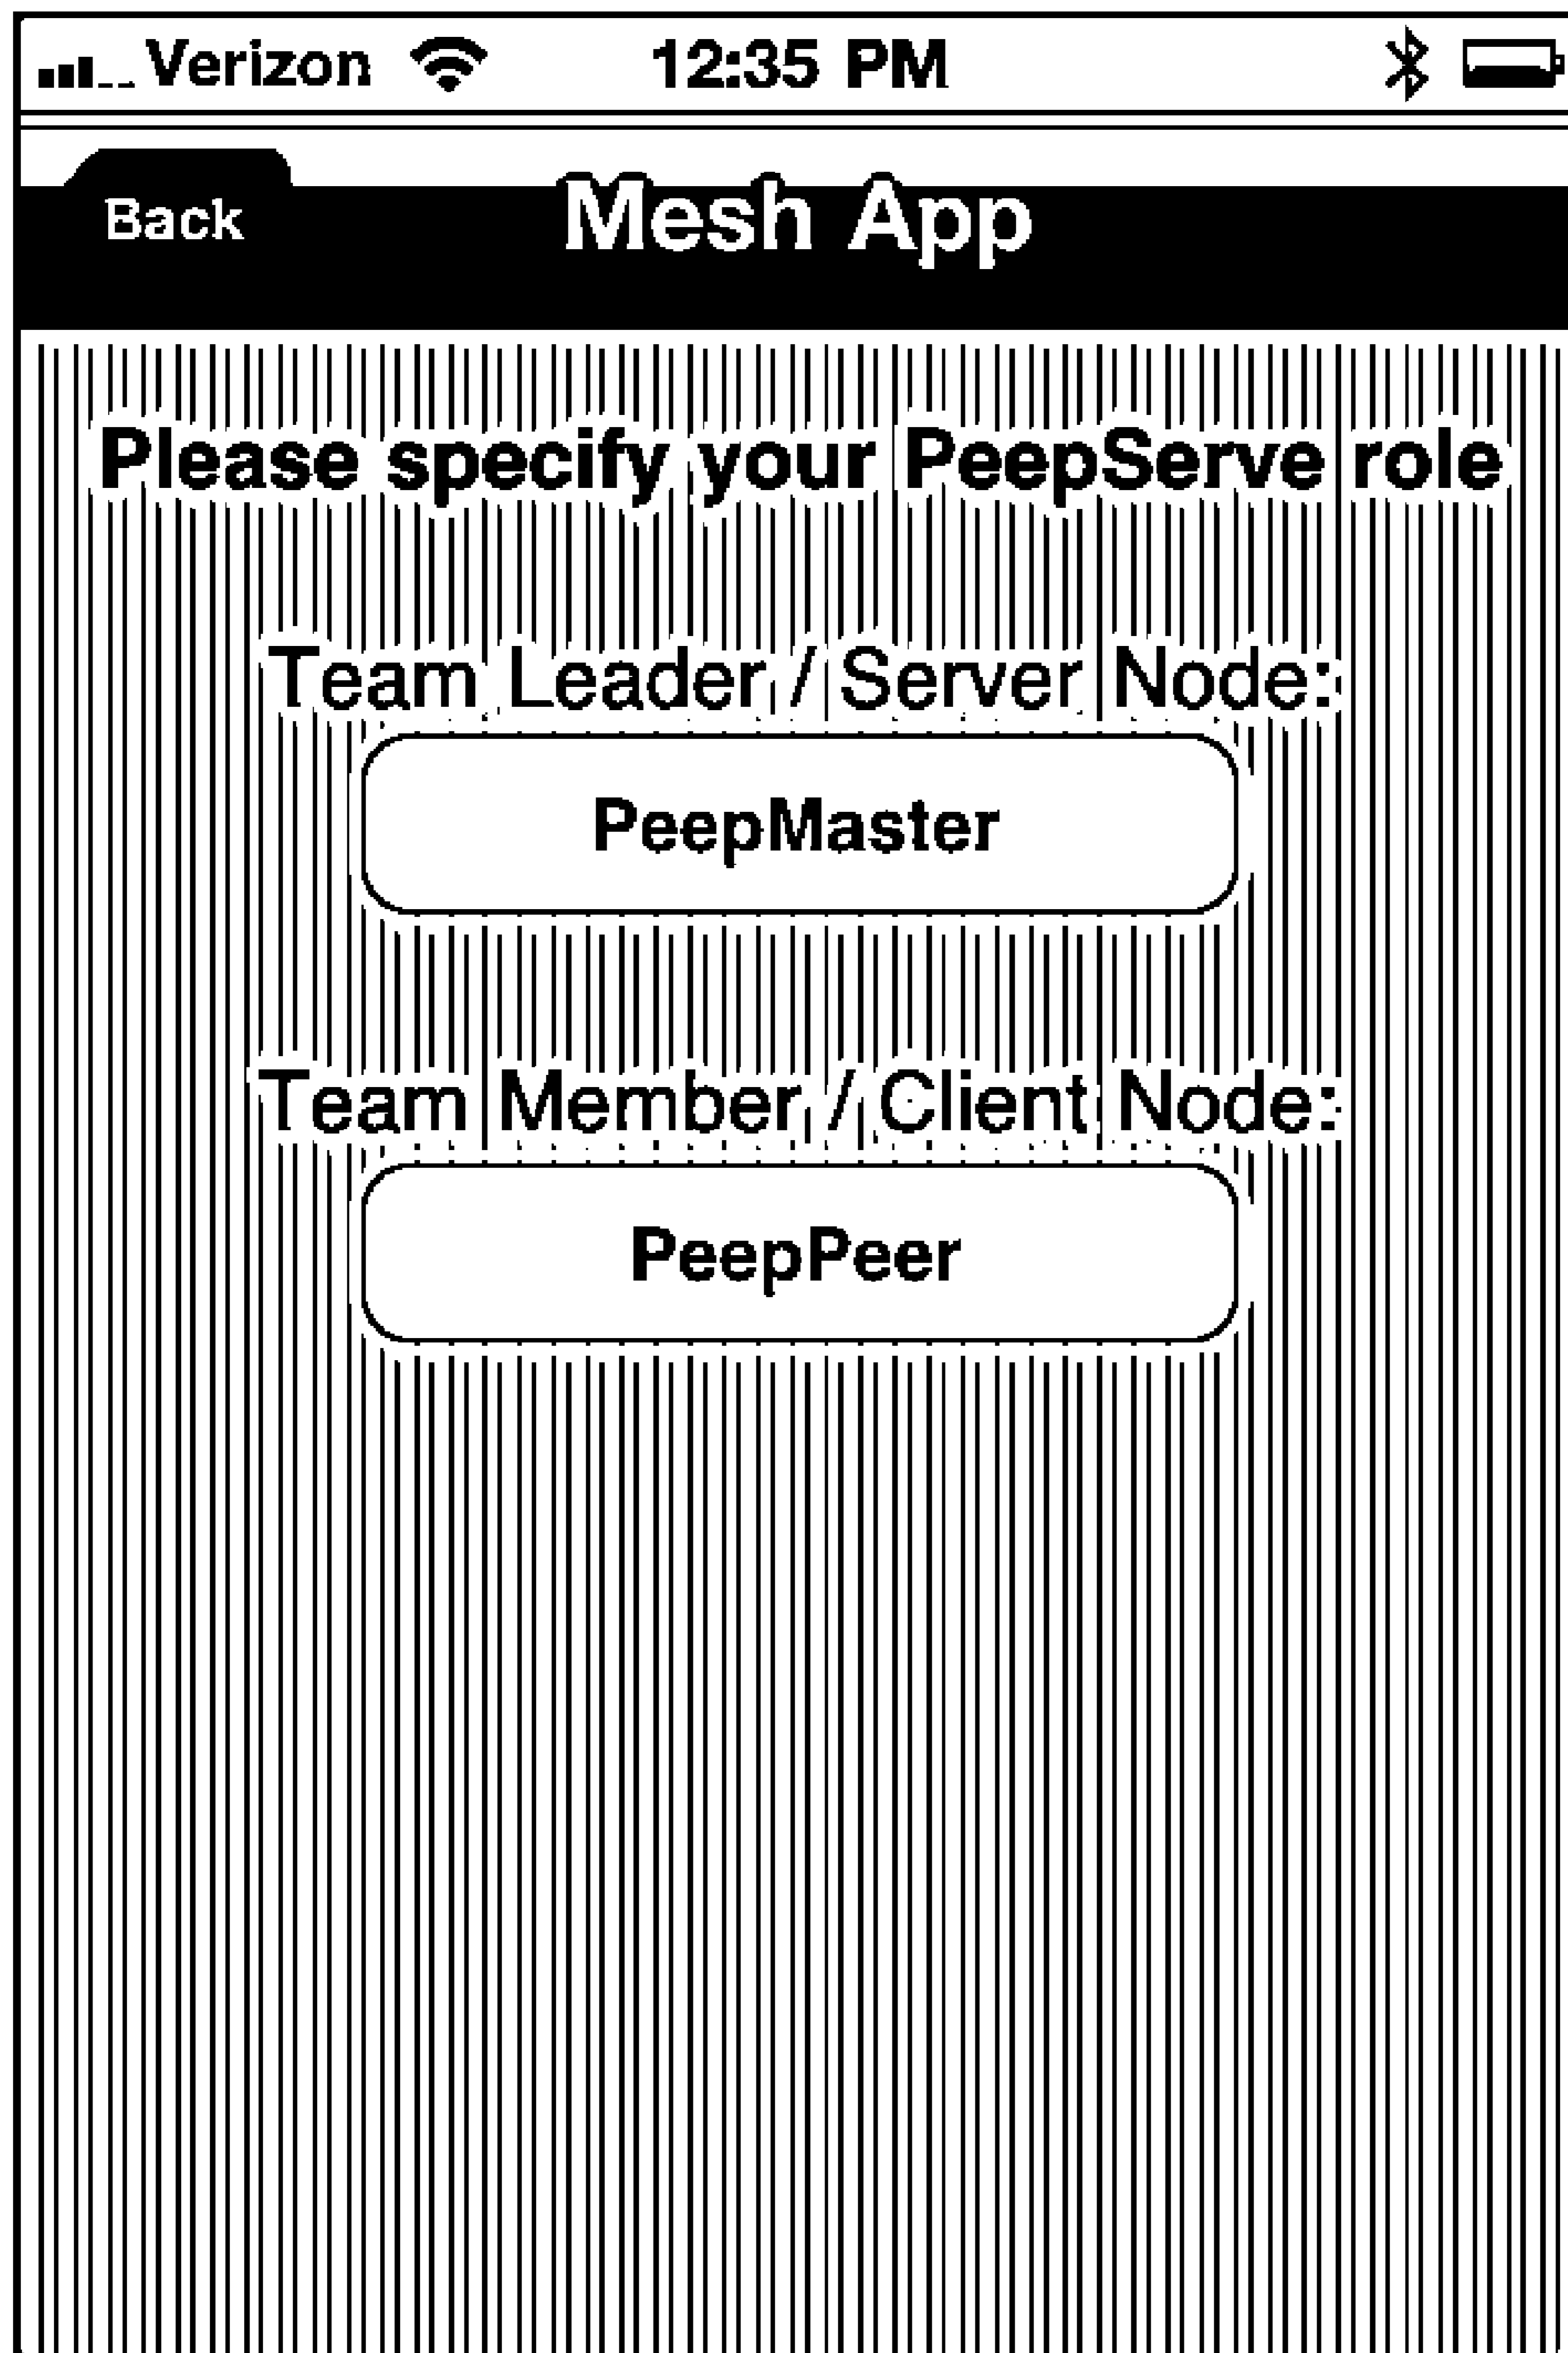 Verizon 12:35 PM
Back Mesh App
Please specify your PeepServe role
Team Leader / Server Node:
PeepMaster
Team Member / Client Node:
PeepPeer